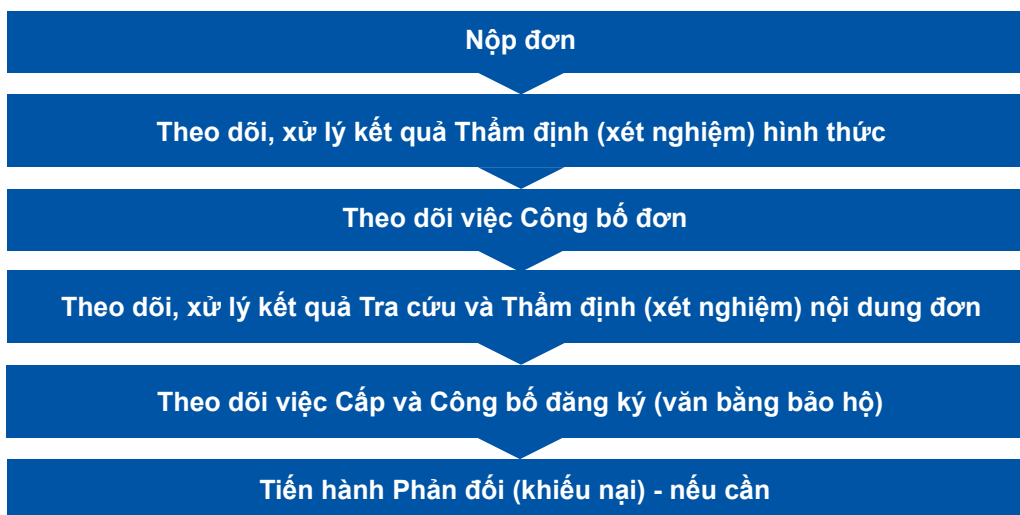 Nộp đơn
Theo dõi, xử lý kết quả Thẩm định (xét nghiệm) hình thức
Theo dõi việc Công bố đơn
Theo dõi, xử lý kết quả Tra cứu và Thẩm định (xét nghiệm) nội dung đơn
Theo dõi việc Cấp và Công bố đăng ký (văn bằng bảo hộ)
Tiến hành Phản đối (khiếu nại) - nếu cần